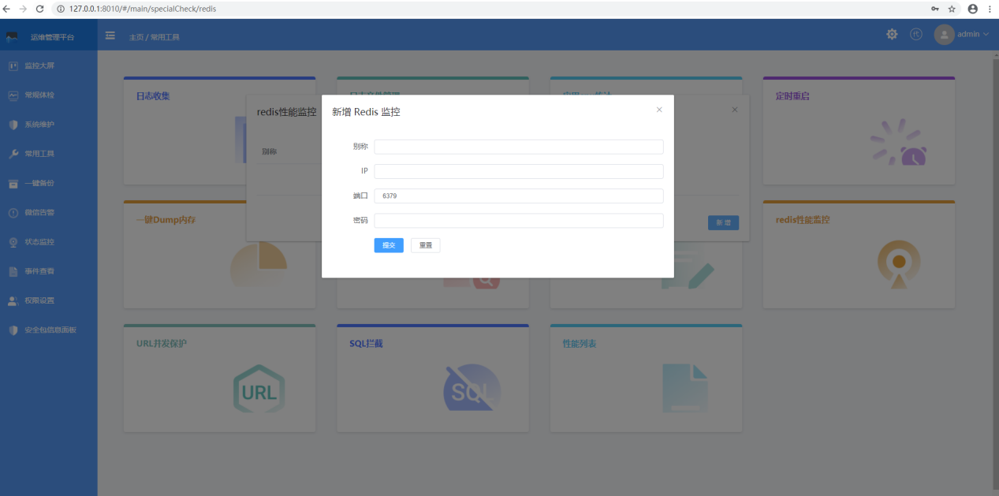 127.0.0.1:8010/#/main/specialCheck/redis
运维管理平台
主页 / 常用工具
代
admin
监控大屏
常规体检
系统维护
常用工具
一键备份
微信告警
状态监控
事件查看
权限设置
安全包信息面板
日志收集
定时重启
redis性能监控
别称
新增
新增 Redis 监控
别称
IP
端口
6379
密码
提交
重置
一键Dump内存
redis性能监控
URL并发保护
URL
SQL拦截
SQL
性能列表